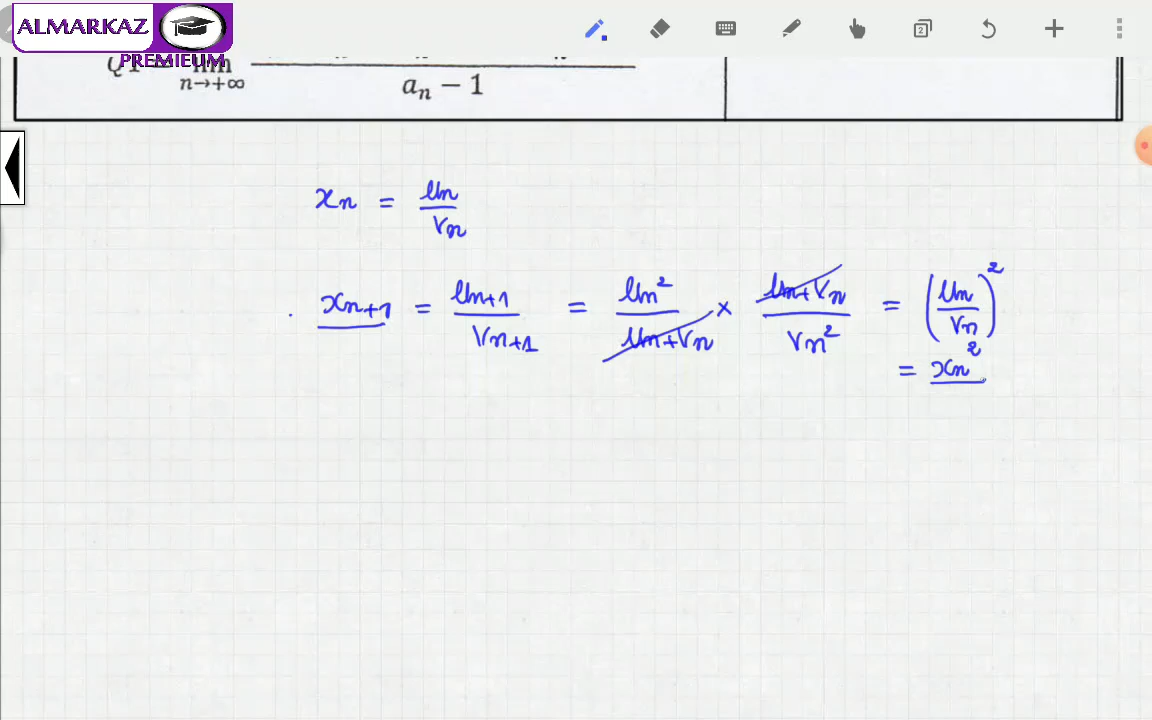 ALMARKAZ
PREMIEUM
n→+∞
aₙ − 1
xₙ = uₙ / vₙ
xₙ₊₁ = uₙ₊₁ / vₙ₊₁ = uₙ² / (uₙ+vₙ) × (uₙ+vₙ) / vₙ² = (uₙ / vₙ)²
= xₙ²